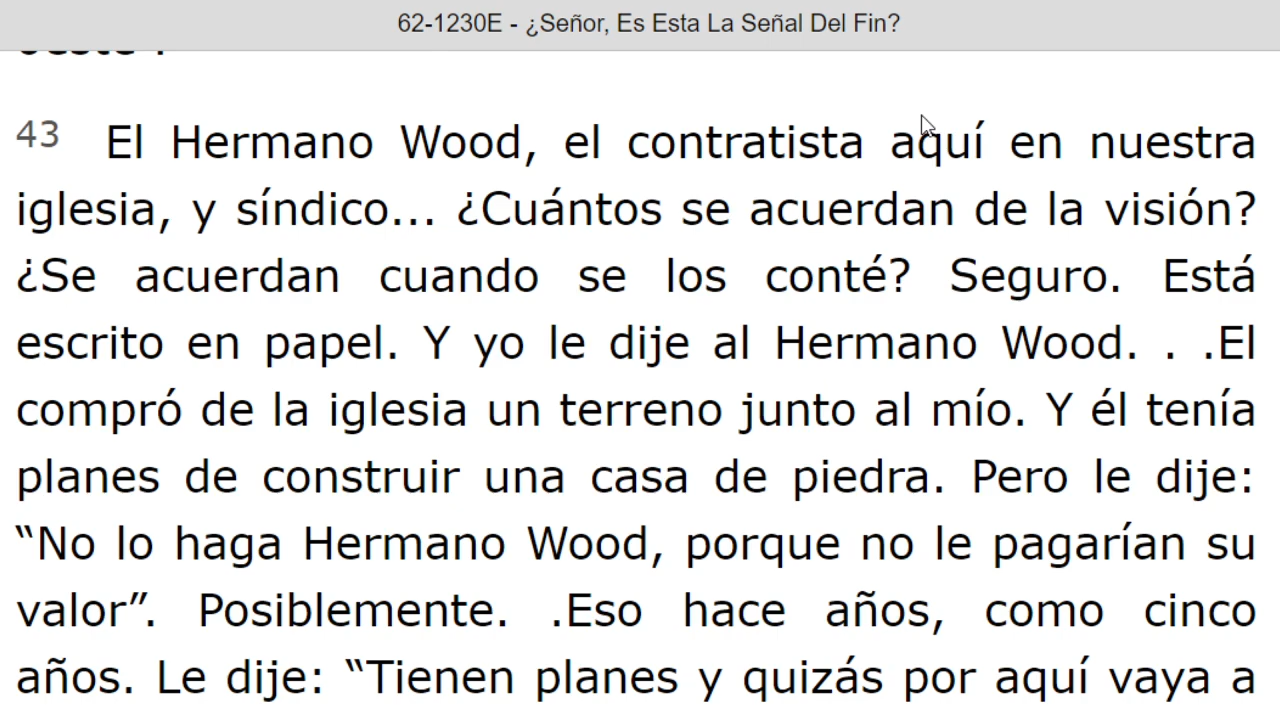 62-1230E - ¿Señor, Es Esta La Señal Del Fin?
43 El Hermano Wood, el contratista aquí en nuestra
iglesia, y síndico... ¿Cuántos se acuerdan de la visión?
¿Se acuerdan cuando se los conté? Seguro. Está
escrito en papel. Y yo le dije al Hermano Wood. . .El
compró de la iglesia un terreno junto al mío. Y él tenía
planes de construir una casa de piedra. Pero le dije:
“No lo haga Hermano Wood, porque no le pagarían su
valor”. Posiblemente. .Eso hace años, como cinco
años. Le dije: “Tienen planes y quizás por aquí vaya a